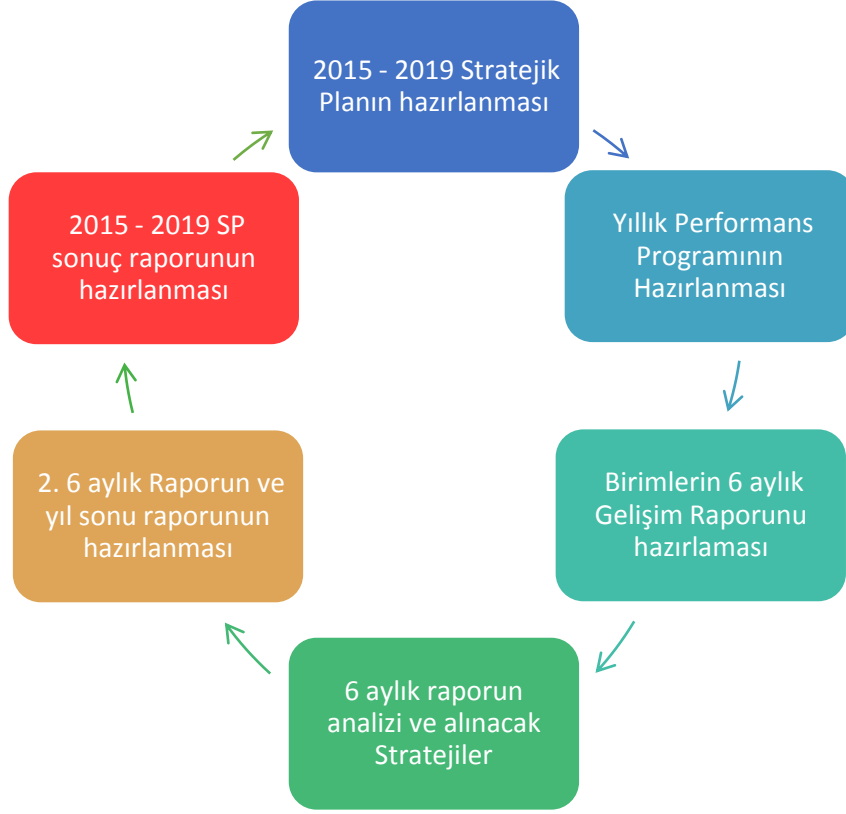 2015 - 2019 Stratejik
Planın hazırlanması
Yıllık Performans
Programının
Hazırlanması
Birimlerin 6 aylık
Gelişim Raporunu
hazırlaması
6 aylık raporun
analizi ve alınacak
Stratejiler
2. 6 aylık Raporun ve
yıl sonu raporunun
hazırlanması
2015 - 2019 SP
sonuç raporunun
hazırlanması